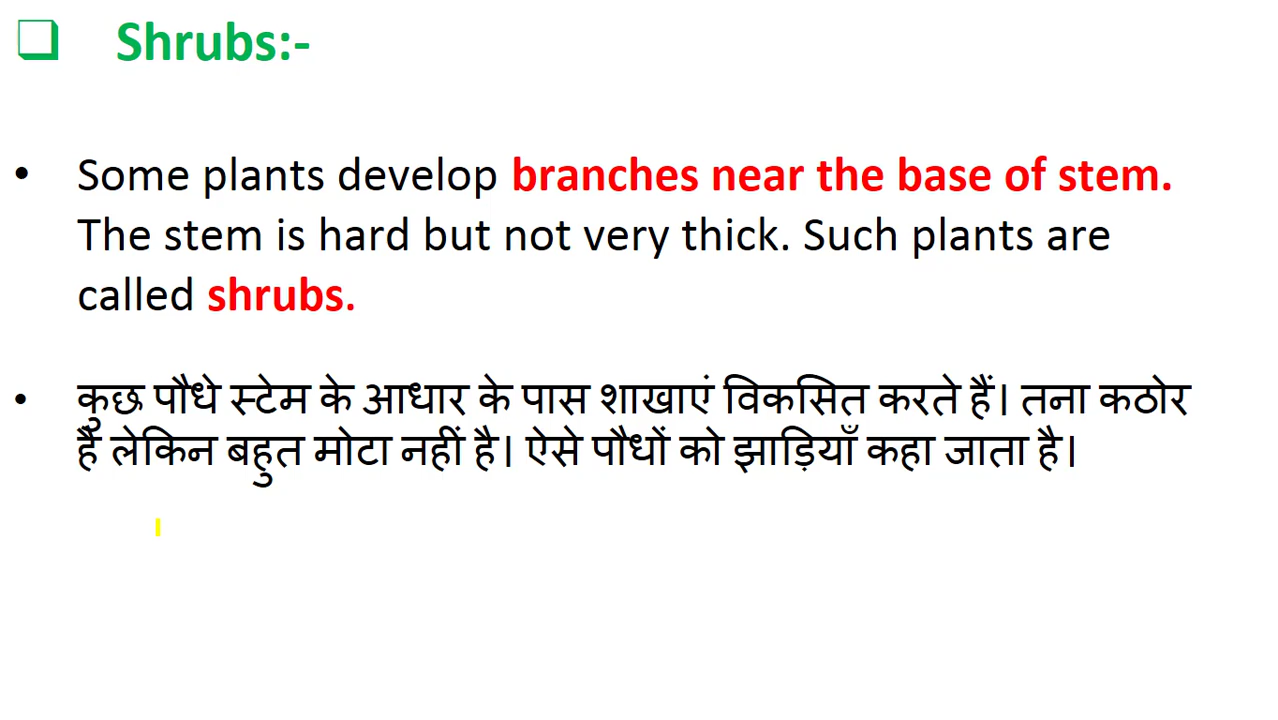 Shrubs:-
Some plants develop branches near the base of stem.
The stem is hard but not very thick. Such plants are
called shrubs.
कुछ पौधे स्टेम के आधार के पास शाखाएं विकसित करते हैं। तना कठोर
है लेकिन बहुत मोटा नहीं है। ऐसे पौधों को झाड़ियाँ कहा जाता है।